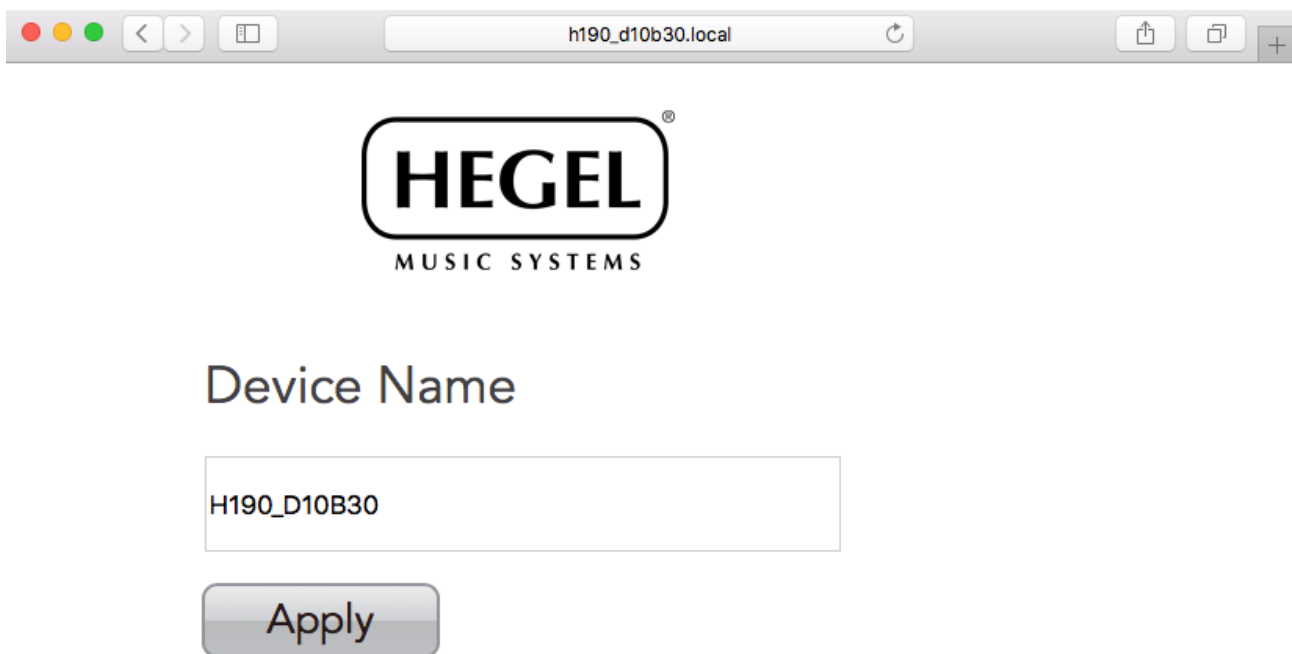 h190_d10b30.local
HEGEL®
MUSIC SYSTEMS
Device Name
H190_D10B30
Apply